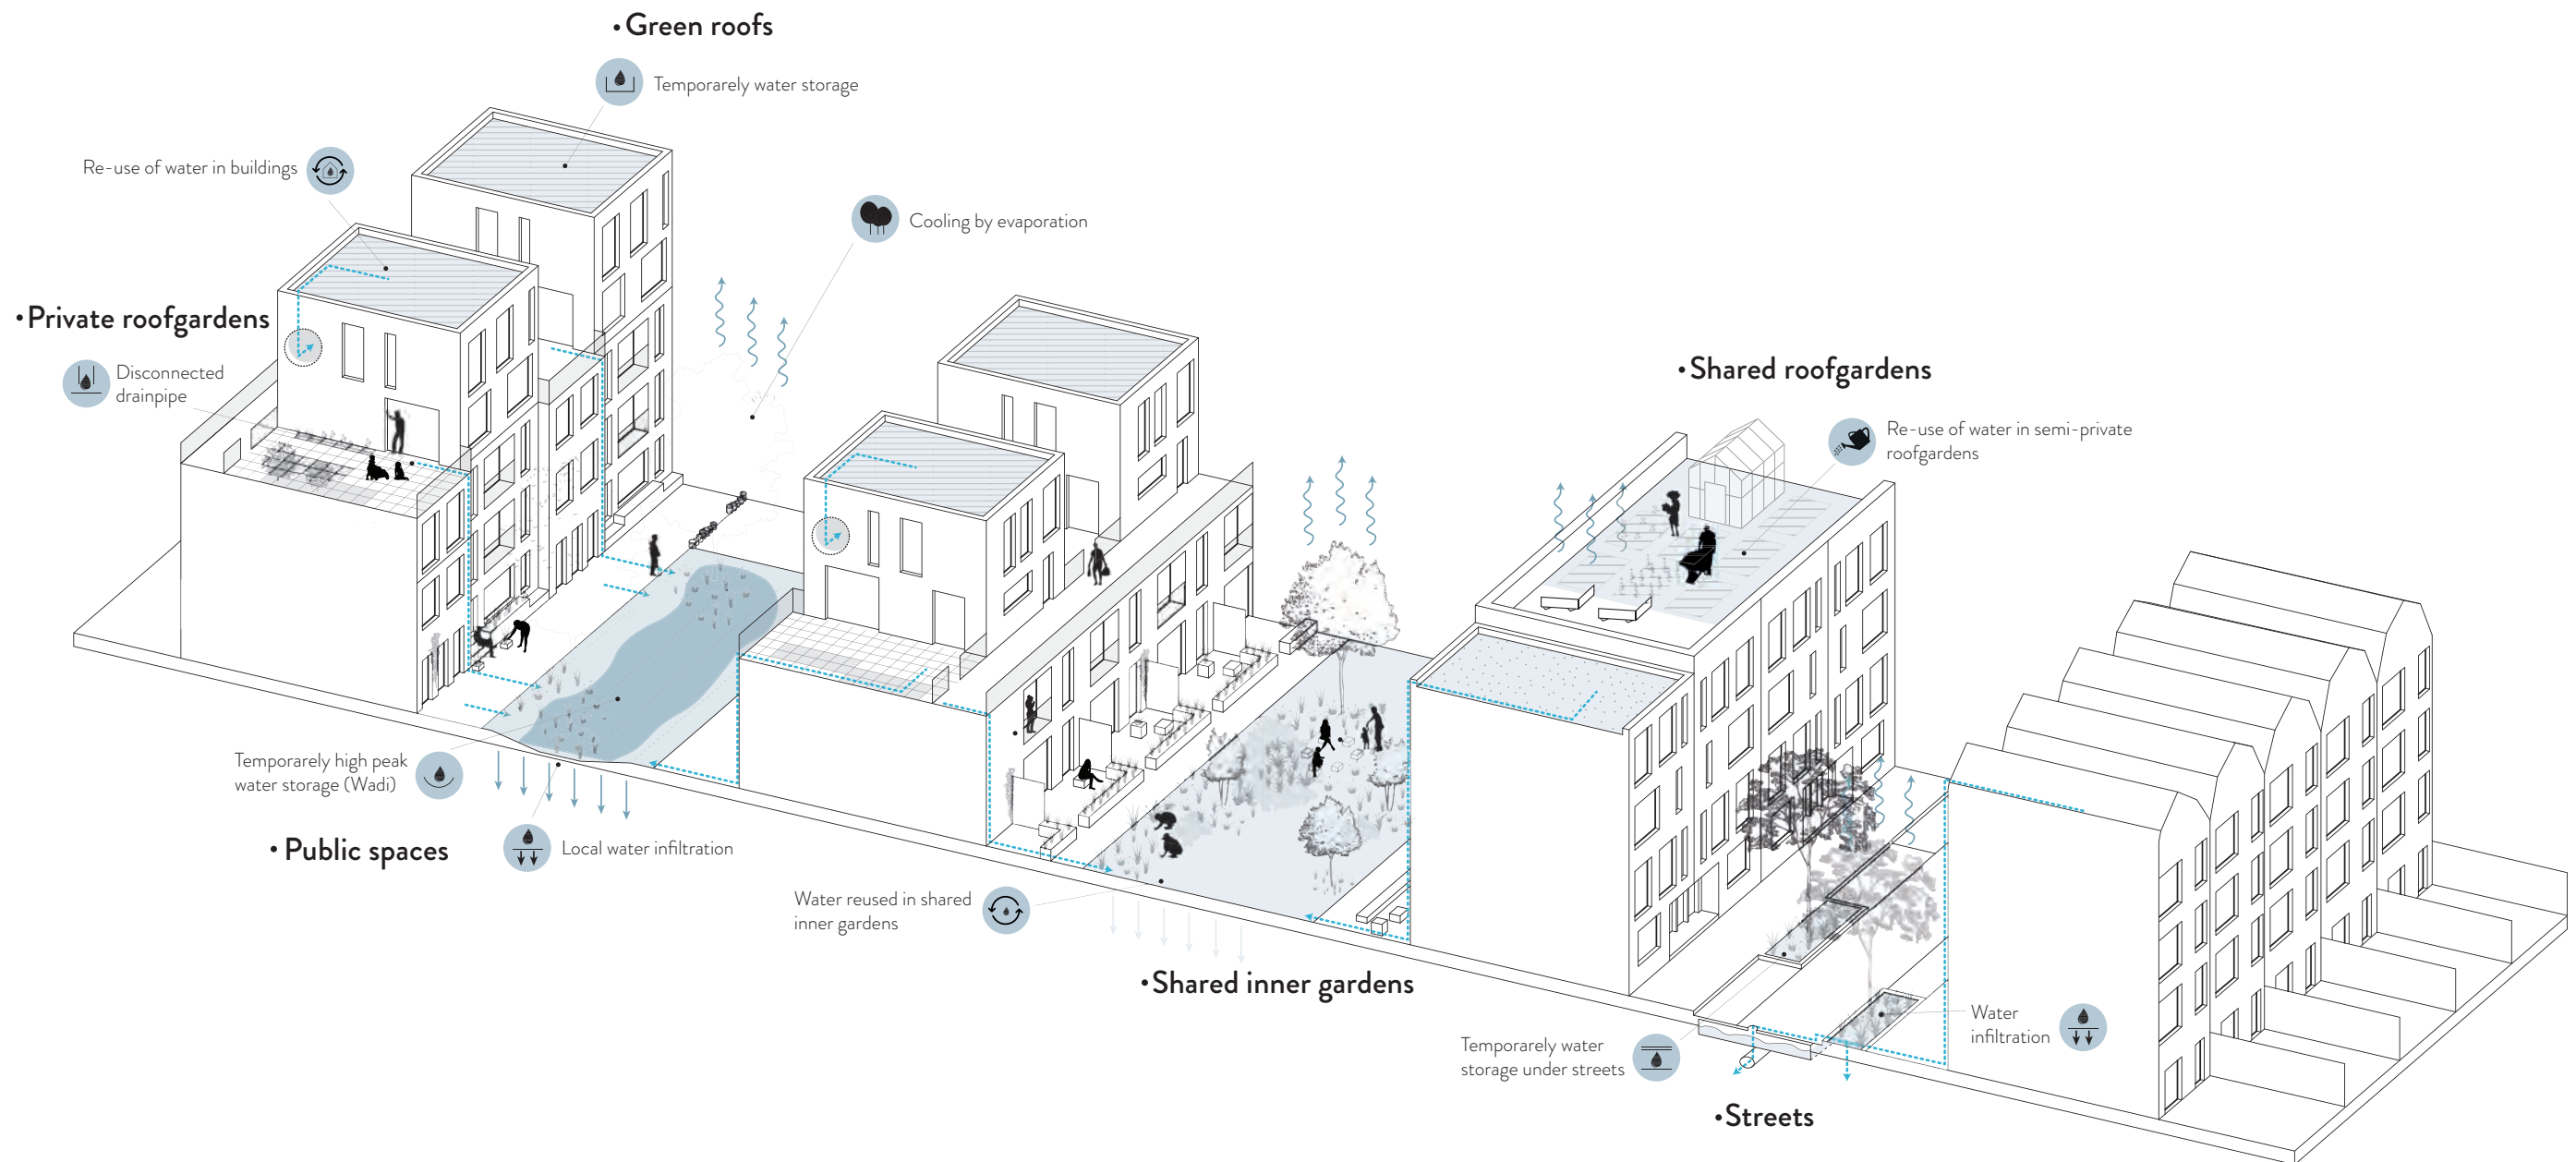 • Green roofs
Temporarely water storage
Re-use of water in buildings
Cooling by evaporation
• Private roofgardens
Disconnected
drainpipe
• Shared roofgardens
Re-use of water in semi-private
roofgardens
Temporarely high peak
water storage (Wadi)
• Public spaces
Local water infiltration
Water reused in shared
inner gardens
• Shared inner gardens
Temporarely water
storage under streets
Water
infiltration
• Streets